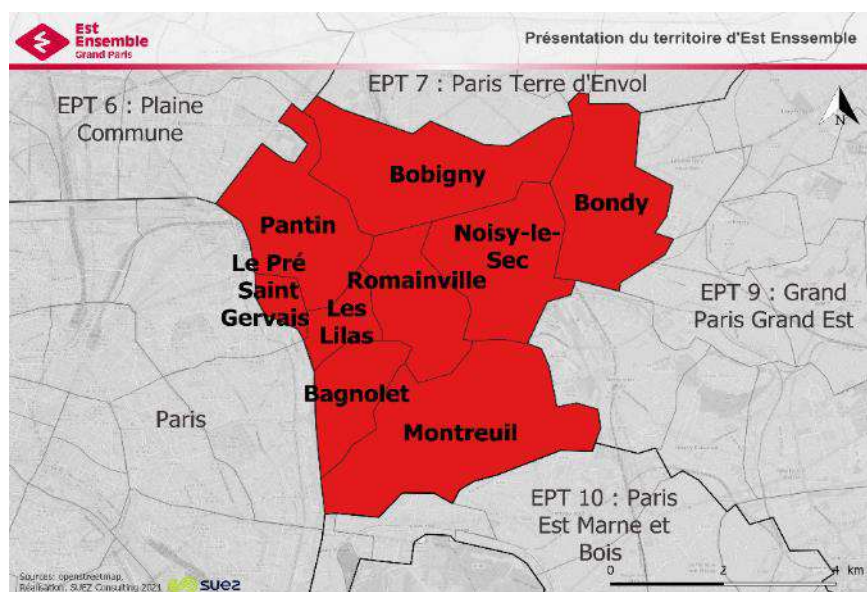 Est
Ensemble
Grand Paris
Présentation du territoire d'Est Enssemble
EPT 7 : Paris Terre d'Envol
EPT 6 : Plaine
Commune
N
Bobigny
Bondy
Pantin
Noisy-le-
Sec
Le Pré
Saint
Gervais
Romainville
Les
Lilas
EPT 9 : Grand
Paris Grand Est
Bagnolet
Paris
Montreuil
EPT 10 : Paris
Est Marne et
Bois
0 2 4 km
Sources: openstreetmap,
Réalisation: SUEZ Consulting 2021
suez